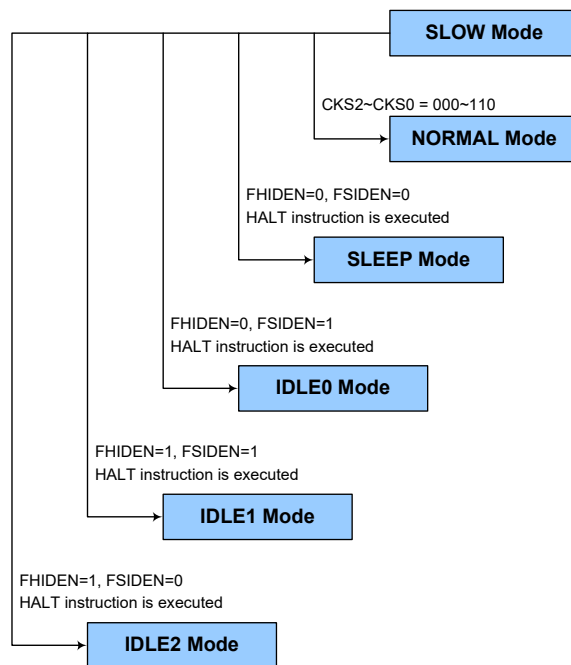 SLOW Mode
CKS2~CKS0 = 000~110
NORMAL Mode
FHIDEN=0, FSIDEN=0
HALT instruction is executed
SLEEP Mode
FHIDEN=0, FSIDEN=1
HALT instruction is executed
IDLE0 Mode
FHIDEN=1, FSIDEN=1
HALT instruction is executed
IDLE1 Mode
FHIDEN=1, FSIDEN=0
HALT instruction is executed
IDLE2 Mode